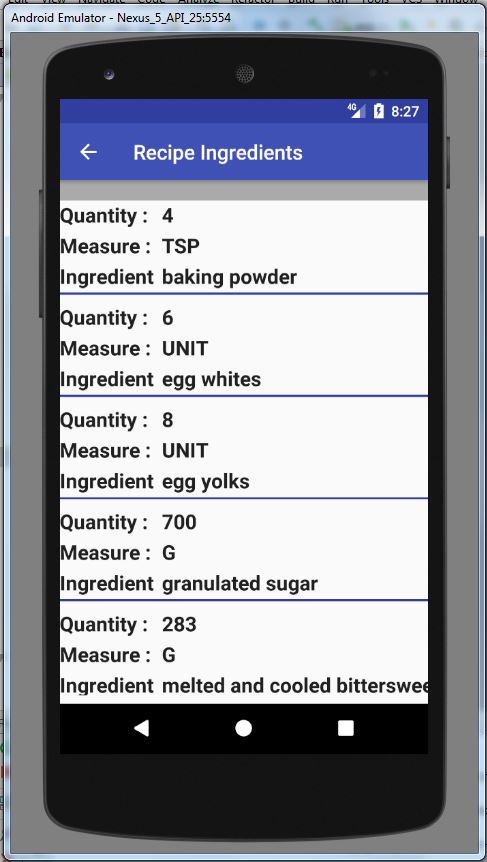 Android Emulator - Nexus_5_API_25:5554
4G 8:27
Recipe Ingredients
Quantity : 4
Measure : TSP
Ingredient baking powder
Quantity : 6
Measure : UNIT
Ingredient egg whites
Quantity : 8
Measure : UNIT
Ingredient egg yolks
Quantity : 700
Measure : G
Ingredient granulated sugar
Quantity : 283
Measure : G
Ingredient melted and cooled bitterswee